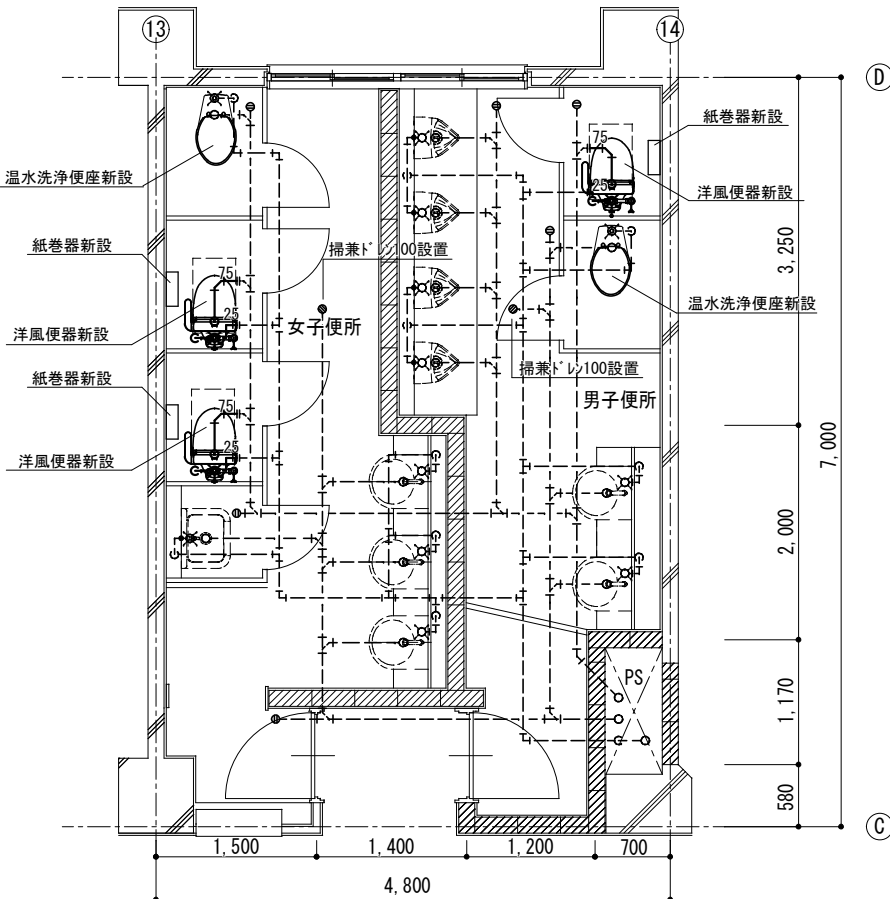 13
14
D
紙巻器新設
75
温水洗浄便座新設
25
洋風便器新設
紙巻器新設
掃兼ドレン100設置
3,250
75
温水洗浄便座新設
洋風便器新設
25
女子便所
紙巻器新設
掃兼ドレン100設置
男子便所
75
7,000
洋風便器新設
25
2,000
PS
1,170
580
C
1,500
1,400
1,200
700
4,800